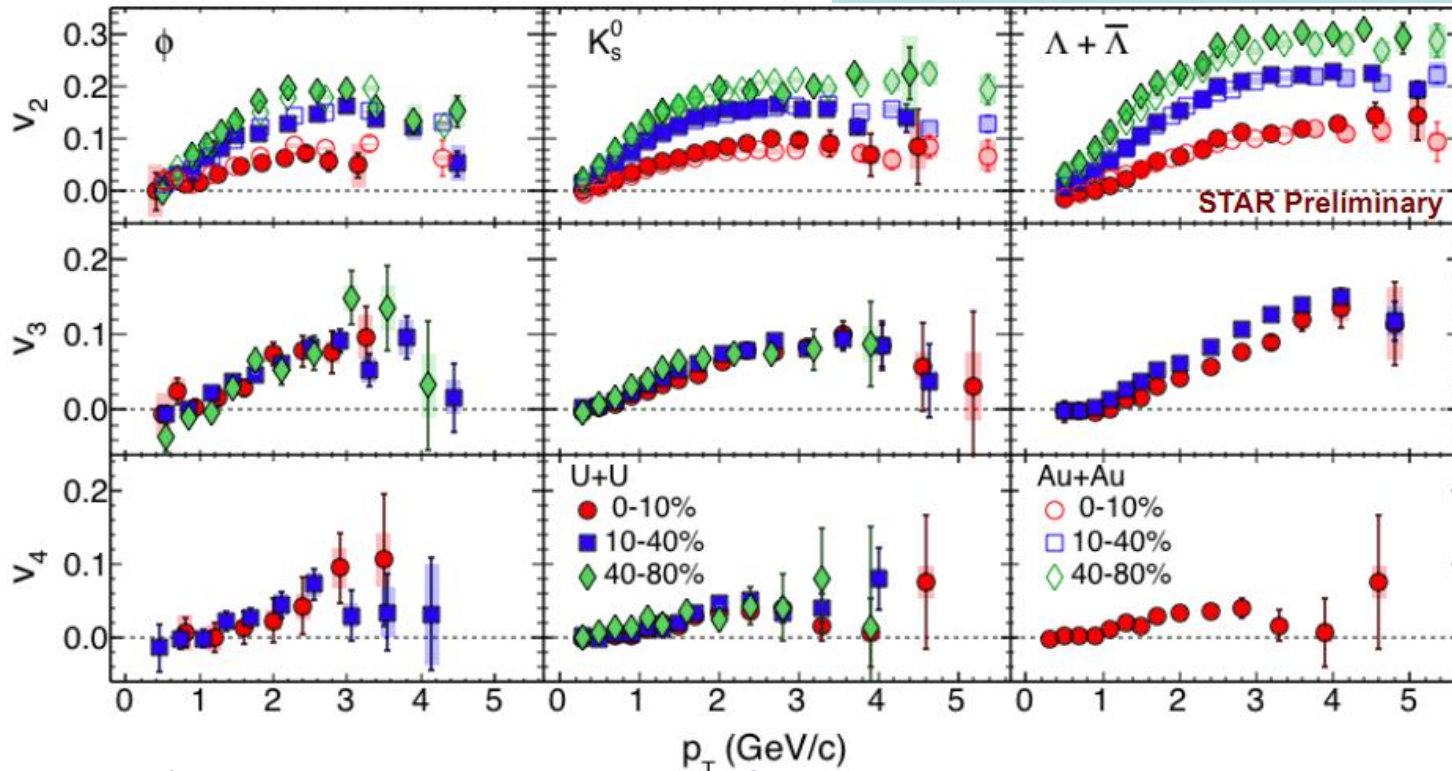 ϕ
K⁰ₛ
Λ + Λ̅
v₂
0.3
0.2
0.1
0.0
STAR Preliminary
v₃
0.2
0.1
0.0
v₄
0.2
0.1
0.0
U+U
0-10%
10-40%
40-80%
Au+Au
0-10%
10-40%
40-80%
0 1 2 3 4 5
0 1 2 3 4 5
0 1 2 3 4 5
p_T (GeV/c)